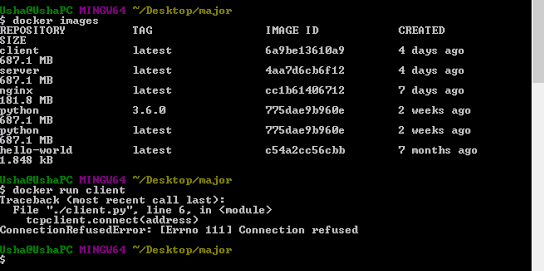 Usha@UshaPC MINGW64 ~/Desktop/major
$ docker images
REPOSITORY TAG IMAGE ID CREATED
SIZE
client latest 6a9be13610a9 4 days ago
687.1 MB
server latest 4aa7d6cb6f12 4 days ago
687.1 MB
nginx latest cc1b61406712 7 days ago
181.8 MB
python 3.6.0 775dae9b960e 2 weeks ago
687.1 MB
python latest 775dae9b960e 2 weeks ago
687.1 MB
hello-world latest c54a2cc56cbb 7 months ago
1.848 kB
Usha@UshaPC MINGW64 ~/Desktop/major
$ docker run client
Traceback (most recent call last):
File "./client.py", line 6, in <module>
tcpclient.connect(address)
ConnectionRefusedError: [Errno 111] Connection refused
Usha@UshaPC MINGW64 ~/Desktop/major
$